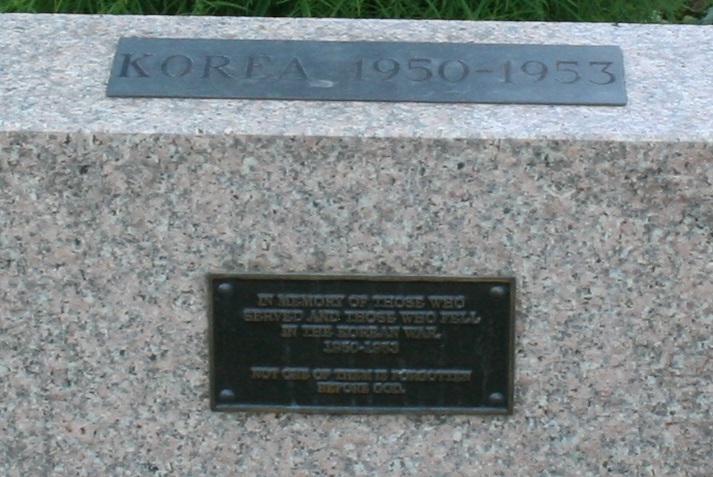 KOREA 1950-1953
IN MEMORY OF THOSE WHO
SERVED AND THOSE WHO FELL
IN THE KOREAN WAR,
1950-1953
NOT ONE OF THEM IS FORGOTTEN
BEFORE GOD.